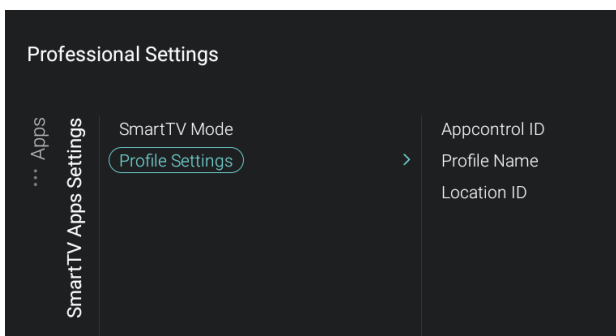 Professional Settings
... Apps
SmartTV Apps Settings
SmartTV Mode
Profile Settings
>
Appcontrol ID
Profile Name
Location ID